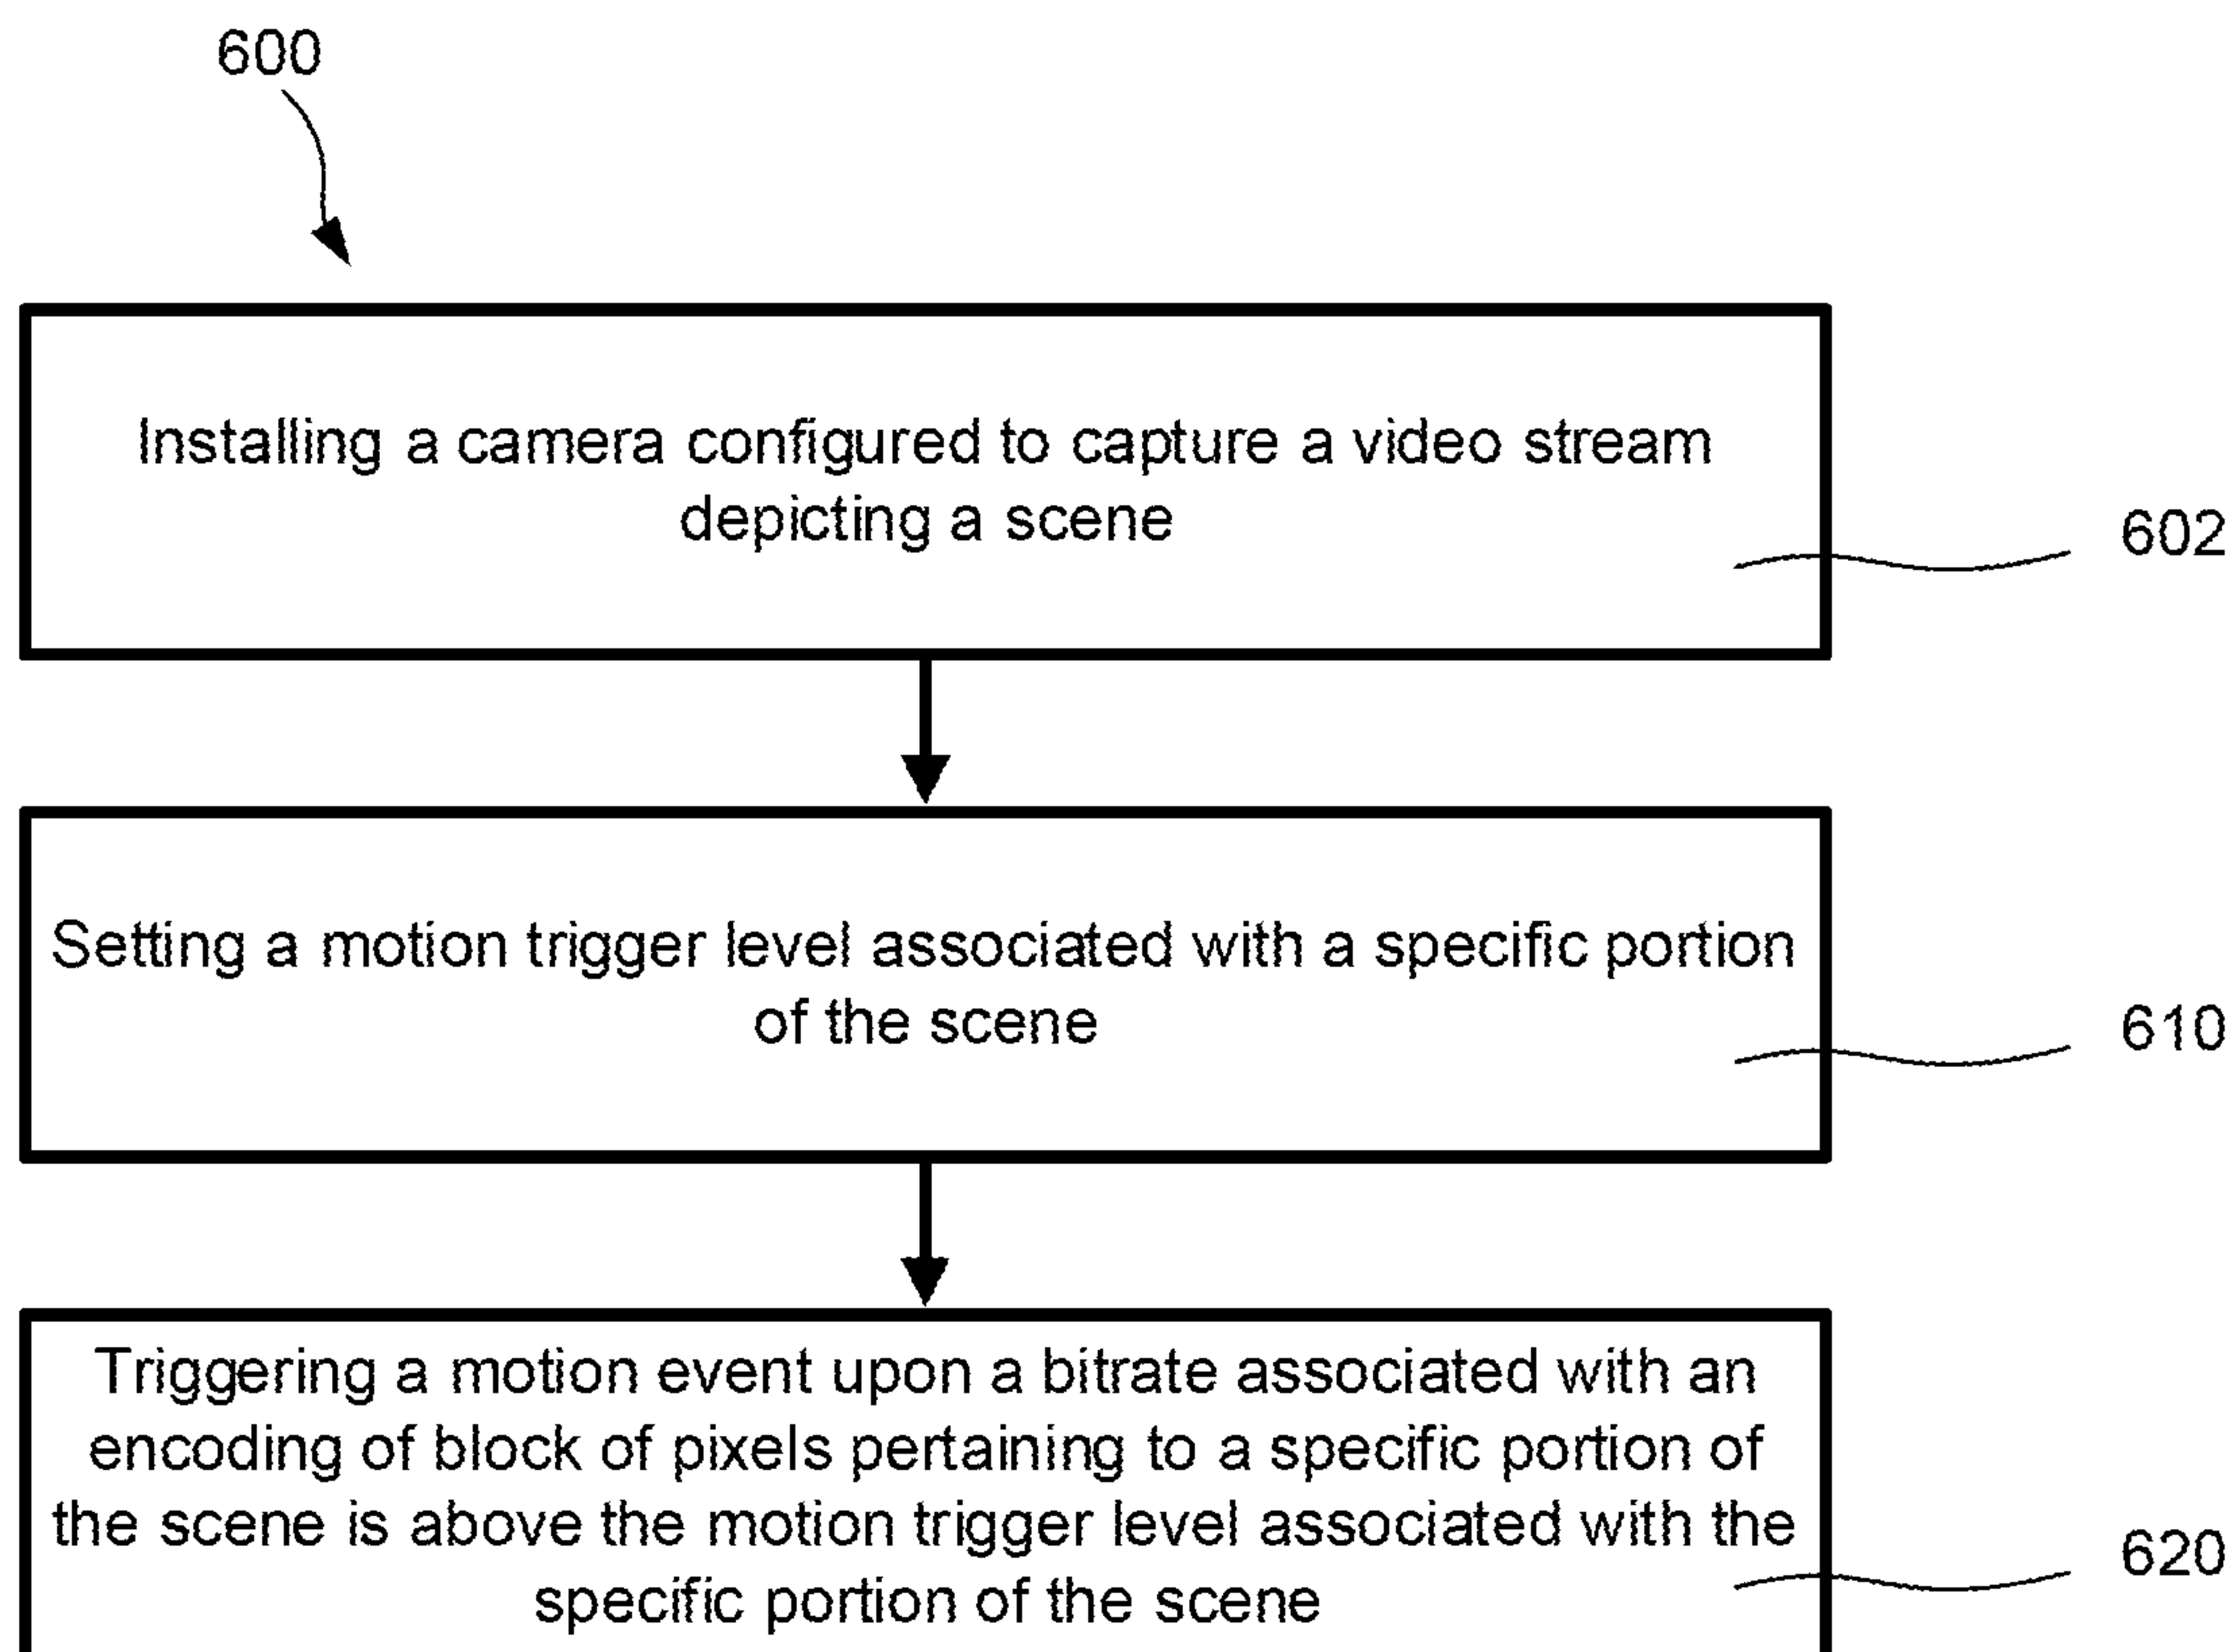 600
Installing a camera configured to capture a video stream
depicting a scene
602
Setting a motion trigger level associated with a specific portion
of the scene
610
Triggering a motion event upon a bitrate associated with an
encoding of block of pixels pertaining to a specific portion of
the scene is above the motion trigger level associated with the
specific portion of the scene
620